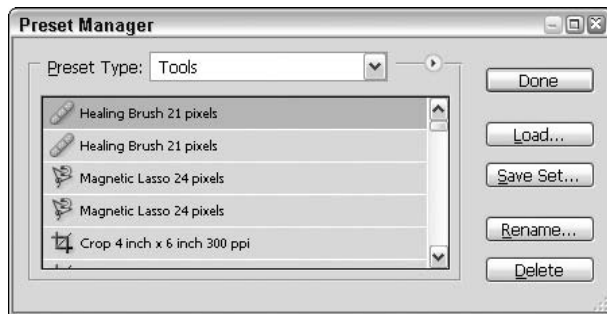 Preset Manager
Preset Type: Tools
Healing Brush 21 pixels
Healing Brush 21 pixels
Magnetic Lasso 24 pixels
Magnetic Lasso 24 pixels
Crop 4 inch x 6 inch 300 ppi
Done
Load...
Save Set...
Rename...
Delete